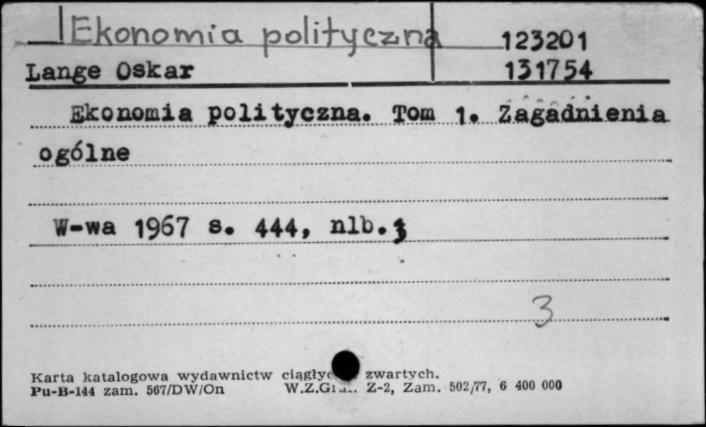 Ekonomia polityczna 123201
Lange Oskar 131754
Ekonomia polityczna. Tom 1. Zagadnienia
ogólne
W-wa 1967 s. 444, nlb. 3
3
Karta katalogowa wydawnictw zwartych.
Pu-B-144 zam. 567/DW/On Z-2, Zam. 502/77, 6 400 000